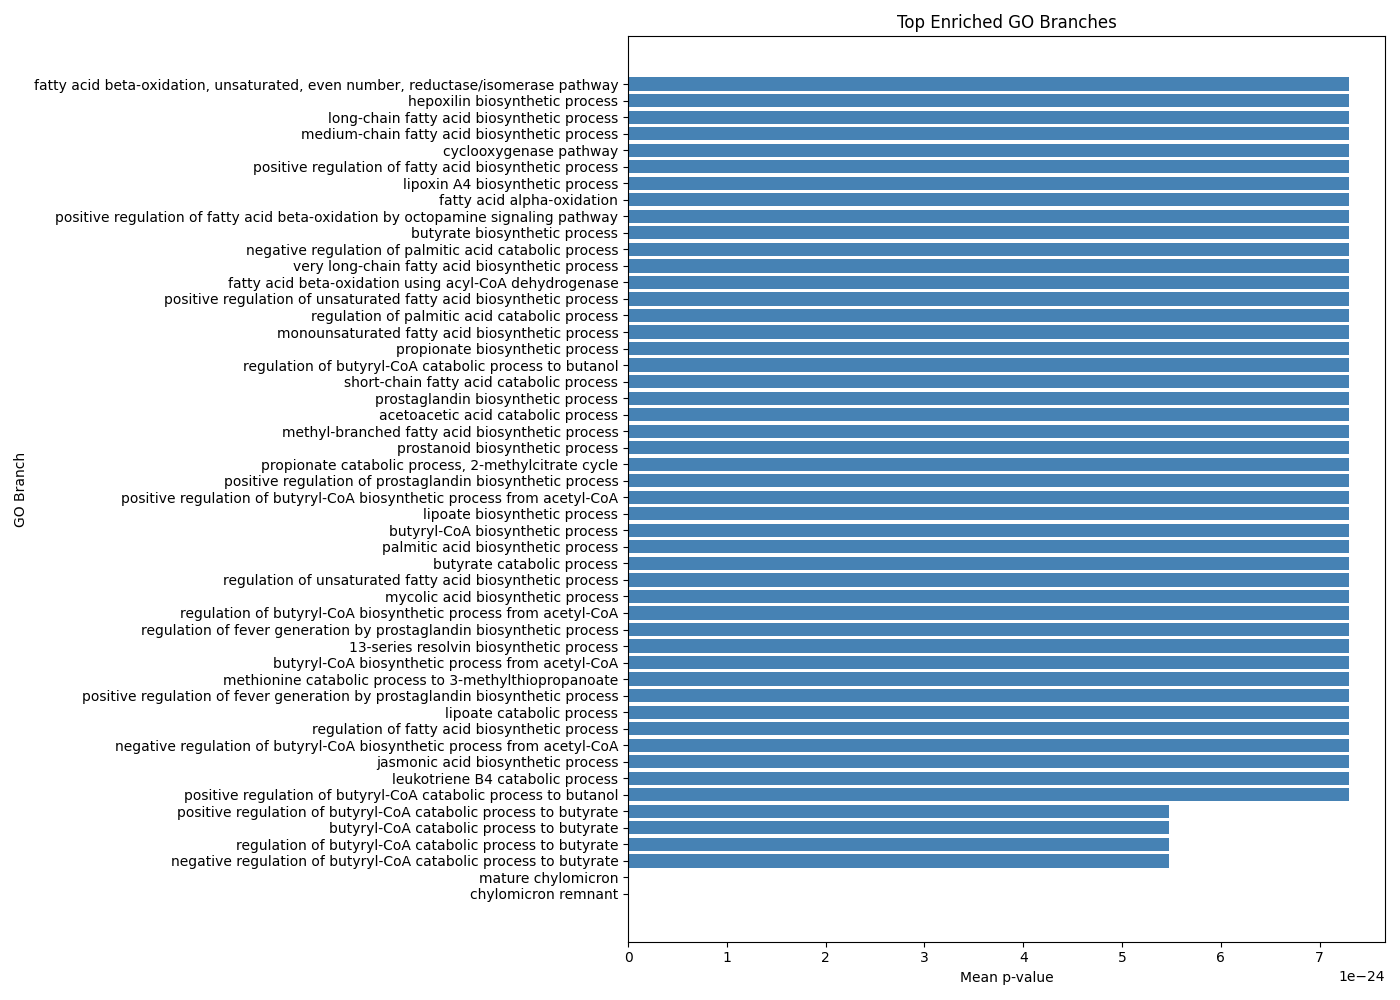 Top Enriched GO Branches
fatty acid beta-oxidation, unsaturated, even number, reductase/isomerase pathway
hepoxilin biosynthetic process
long-chain fatty acid biosynthetic process
medium-chain fatty acid biosynthetic process
cyclooxygenase pathway
positive regulation of fatty acid biosynthetic process
lipoxin A4 biosynthetic process
fatty acid alpha-oxidation
positive regulation of fatty acid beta-oxidation by octopamine signaling pathway
butyrate biosynthetic process
negative regulation of palmitic acid catabolic process
very long-chain fatty acid biosynthetic process
fatty acid beta-oxidation using acyl-CoA dehydrogenase
positive regulation of unsaturated fatty acid biosynthetic process
regulation of palmitic acid catabolic process
monounsaturated fatty acid biosynthetic process
propionate biosynthetic process
regulation of butyryl-CoA catabolic process to butanol
short-chain fatty acid catabolic process
prostaglandin biosynthetic process
acetoacetic acid catabolic process
methyl-branched fatty acid biosynthetic process
prostanoid biosynthetic process
propionate catabolic process, 2-methylcitrate cycle
positive regulation of prostaglandin biosynthetic process
positive regulation of butyryl-CoA biosynthetic process from acetyl-CoA
lipoate biosynthetic process
butyryl-CoA biosynthetic process
palmitic acid biosynthetic process
butyrate catabolic process
regulation of unsaturated fatty acid biosynthetic process
mycolic acid biosynthetic process
regulation of butyryl-CoA biosynthetic process from acetyl-CoA
regulation of fever generation by prostaglandin biosynthetic process
13-series resolvin biosynthetic process
butyryl-CoA biosynthetic process from acetyl-CoA
methionine catabolic process to 3-methylthiopropanoate
positive regulation of fever generation by prostaglandin biosynthetic process
lipoate catabolic process
regulation of fatty acid biosynthetic process
negative regulation of butyryl-CoA biosynthetic process from acetyl-CoA
jasmonic acid biosynthetic process
leukotriene B4 catabolic process
positive regulation of butyryl-CoA catabolic process to butanol
positive regulation of butyryl-CoA catabolic process to butyrate
butyryl-CoA catabolic process to butyrate
regulation of butyryl-CoA catabolic process to butyrate
negative regulation of butyryl-CoA catabolic process to butyrate
mature chylomicron
chylomicron remnant
GO Branch
0 1 2 3 4 5 6 7
1e−24
Mean p-value